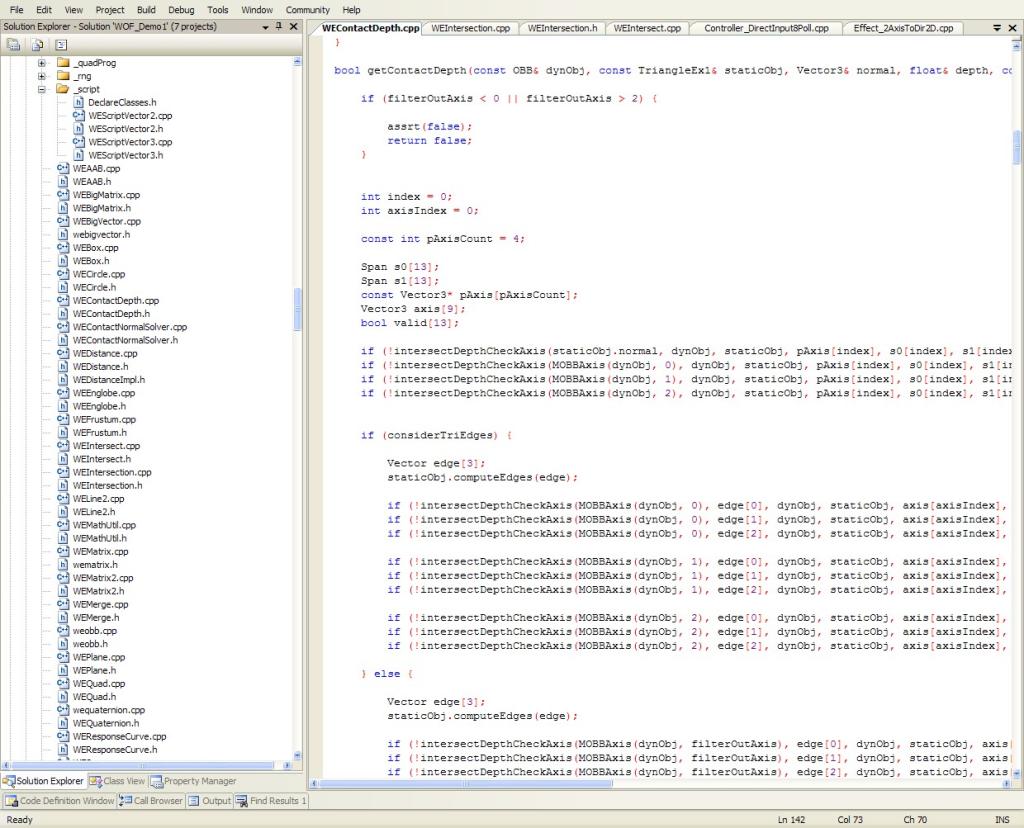 File Edit View Project Build Debug Tools Window Community Help
Solution Explorer - Solution 'WOF_Demo1' (7 projects)
_quadProg
_rng
_script
DeclareClasses.h
WEScriptVector2.cpp
WEScriptVector2.h
WEScriptVector3.cpp
WEScriptVector3.h
WEAAB.cpp
WEAAB.h
WEBigMatrix.cpp
WEBigMatrix.h
WEBigVector.cpp
webigvector.h
WEBox.cpp
WEBox.h
WECircle.cpp
WECircle.h
WEContactDepth.cpp
WEContactDepth.h
WEContactNormalSolver.cpp
WEContactNormalSolver.h
WEDistance.cpp
WEDistance.h
WEDistanceImpl.h
WEEnglobe.cpp
WEEnglobe.h
WEFrustum.cpp
WEFrustum.h
WEIntersect.cpp
WEIntersect.h
WEIntersection.cpp
WEIntersection.h
WELine2.cpp
WELine2.h
WEMathUtil.cpp
WEMathUtil.h
WEMatrix.cpp
wematrix.h
WEMatrix2.cpp
WEMatrix2.h
WEMerge.cpp
WEMerge.h
weobb.cpp
weobb.h
WEPlane.cpp
WEPlane.h
WEQuad.cpp
WEQuad.h
wequaternion.cpp
WEQuaternion.h
WEResponseCurve.cpp
WEResponseCurve.h
Solution Explorer Class View Property Manager
WEContactDepth.cpp WEIntersection.cpp WEIntersection.h WEIntersect.cpp Controller_DirectInput8Poll.cpp Effect_2AxisToDir2D.cpp
}
bool getContactDepth(const OBB& dynObj, const TriangleEx1& staticObj, Vector3& normal, float& depth, co
if (filterOutAxis < 0 || filterOutAxis > 2) {
assrt(false);
return false;
}
int index = 0;
int axisIndex = 0;
const int pAxisCount = 4;
Span s0[13];
Span s1[13];
const Vector3* pAxis[pAxisCount];
Vector3 axis[9];
bool valid[13];
if (!intersectDepthCheckAxis(staticObj.normal, dynObj, staticObj, pAxis[index], s0[index], s1[index
if (!intersectDepthCheckAxis(MOBBAxis(dynObj, 0), dynObj, staticObj, pAxis[index], s0[index], s1[in
if (!intersectDepthCheckAxis(MOBBAxis(dynObj, 1), dynObj, staticObj, pAxis[index], s0[index], s1[in
if (!intersectDepthCheckAxis(MOBBAxis(dynObj, 2), dynObj, staticObj, pAxis[index], s0[index], s1[in
if (considerTriEdges) {
Vector edge[3];
staticObj.computeEdges(edge);
if (!intersectDepthCheckAxis(MOBBAxis(dynObj, 0), edge[0], dynObj, staticObj, axis[axisIndex],
if (!intersectDepthCheckAxis(MOBBAxis(dynObj, 0), edge[1], dynObj, staticObj, axis[axisIndex],
if (!intersectDepthCheckAxis(MOBBAxis(dynObj, 0), edge[2], dynObj, staticObj, axis[axisIndex],
if (!intersectDepthCheckAxis(MOBBAxis(dynObj, 1), edge[0], dynObj, staticObj, axis[axisIndex],
if (!intersectDepthCheckAxis(MOBBAxis(dynObj, 1), edge[1], dynObj, staticObj, axis[axisIndex],
if (!intersectDepthCheckAxis(MOBBAxis(dynObj, 1), edge[2], dynObj, staticObj, axis[axisIndex],
if (!intersectDepthCheckAxis(MOBBAxis(dynObj, 2), edge[0], dynObj, staticObj, axis[axisIndex],
if (!intersectDepthCheckAxis(MOBBAxis(dynObj, 2), edge[1], dynObj, staticObj, axis[axisIndex],
if (!intersectDepthCheckAxis(MOBBAxis(dynObj, 2), edge[2], dynObj, staticObj, axis[axisIndex],
} else {
Vector edge[3];
staticObj.computeEdges(edge);
if (!intersectDepthCheckAxis(MOBBAxis(dynObj, filterOutAxis), edge[0], dynObj, staticObj, axis[
if (!intersectDepthCheckAxis(MOBBAxis(dynObj, filterOutAxis), edge[1], dynObj, staticObj, axis
if (!intersectDepthCheckAxis(MOBBAxis(dynObj, filterOutAxis), edge[2], dynObj, staticObj, axis
Code Definition Window Call Browser Output Find Results 1
Ready Ln 142 Col 73 Ch 70 INS